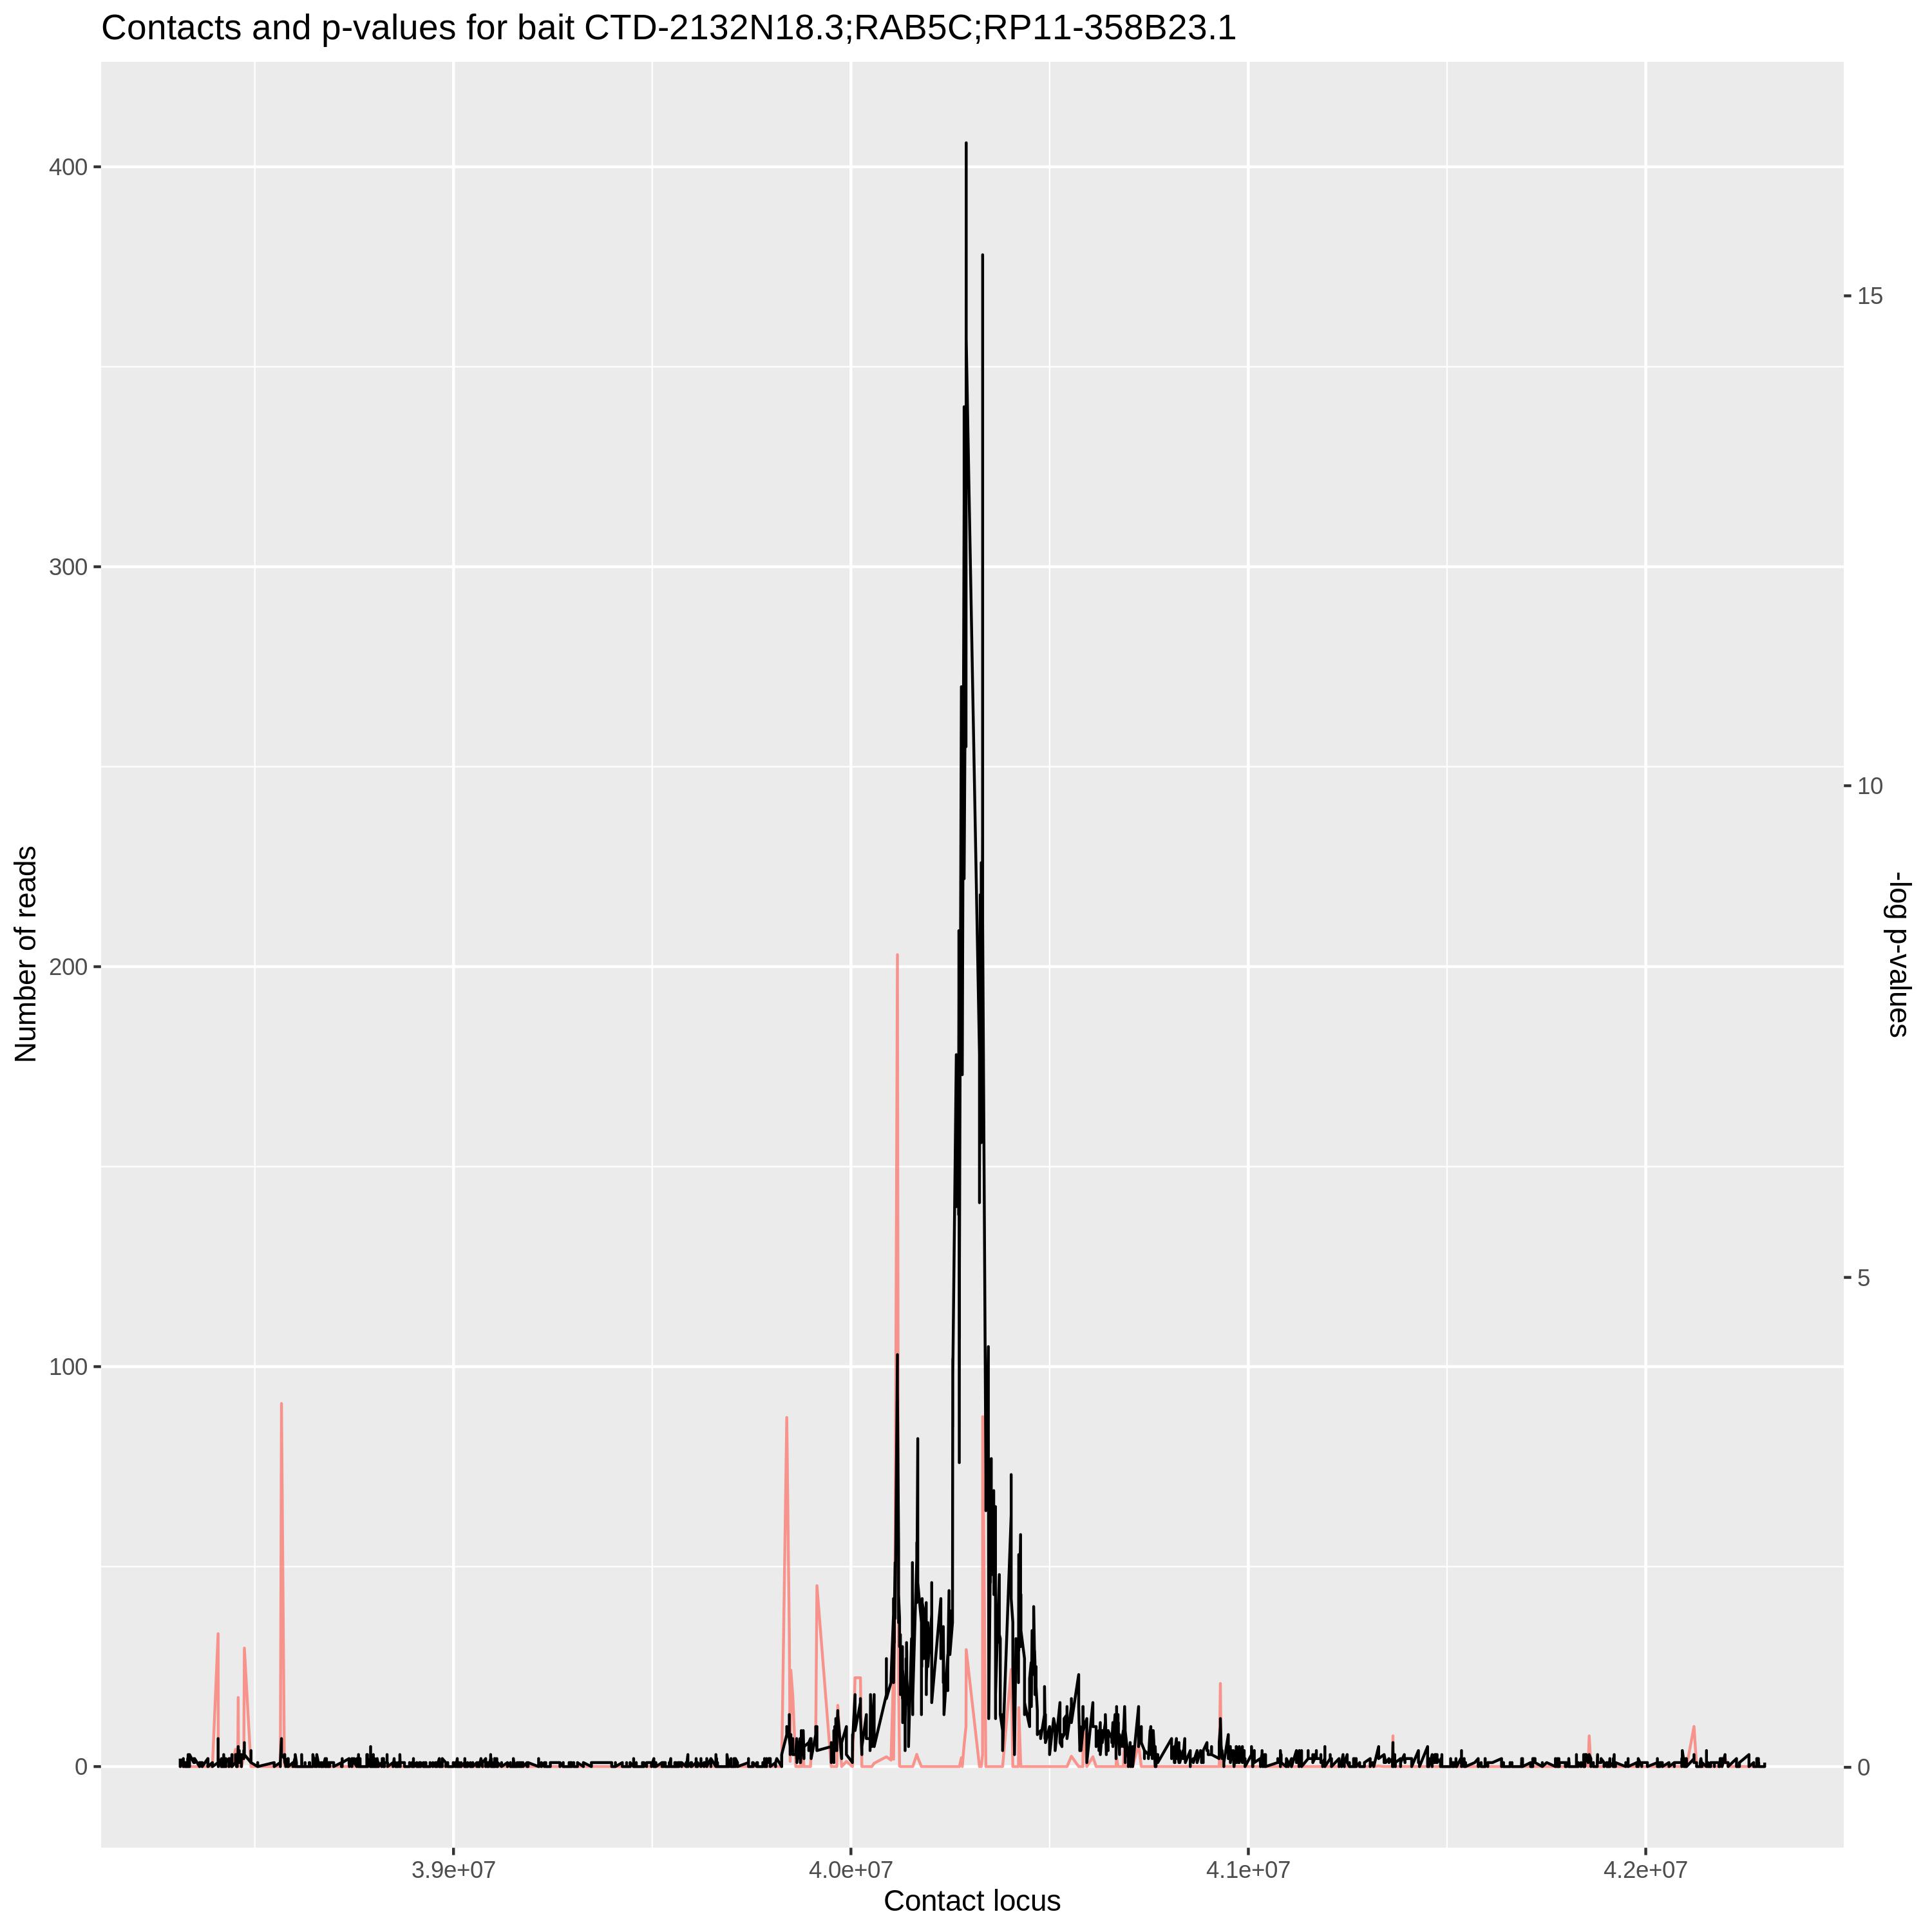 Contacts and p-values for bait CTD-2132N18.3;RAB5C;RP11-358B23.1
400
300
200
100
0
Number of reads
15
10
5
0
-log p-values
3.9e+07 4.0e+07 4.1e+07 4.2e+07
Contact locus